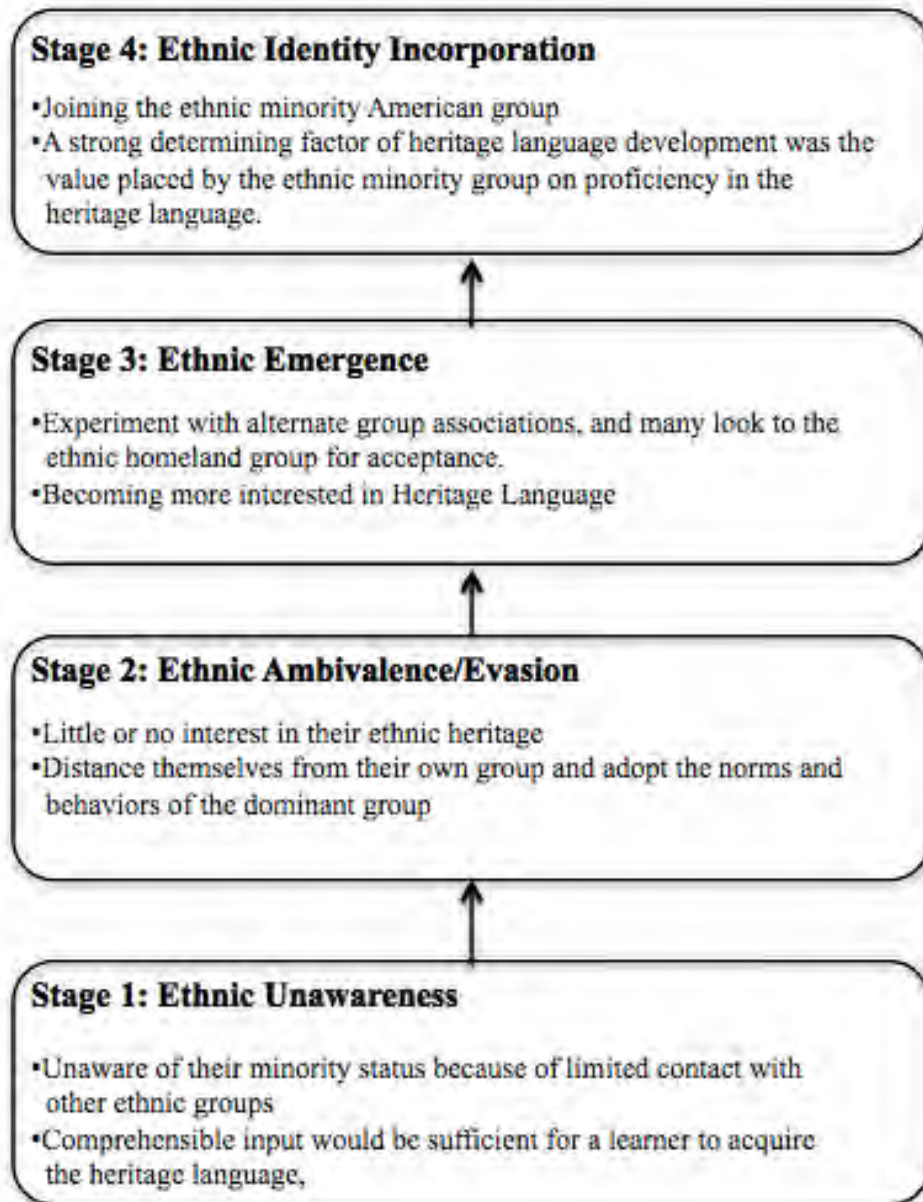 Stage 4: Ethnic Identity Incorporation
•Joining the ethnic minority American group
•A strong determining factor of heritage language development was the
value placed by the ethnic minority group on proficiency in the
heritage language.
Stage 3: Ethnic Emergence
•Experiment with alternate group associations, and many look to the
ethnic homeland group for acceptance.
•Becoming more interested in Heritage Language
Stage 2: Ethnic Ambivalence/Evasion
•Little or no interest in their ethnic heritage
•Distance themselves from their own group and adopt the norms and
behaviors of the dominant group
Stage 1: Ethnic Unawareness
•Unaware of their minority status because of limited contact with
other ethnic groups
•Comprehensible input would be sufficient for a learner to acquire
the heritage language,